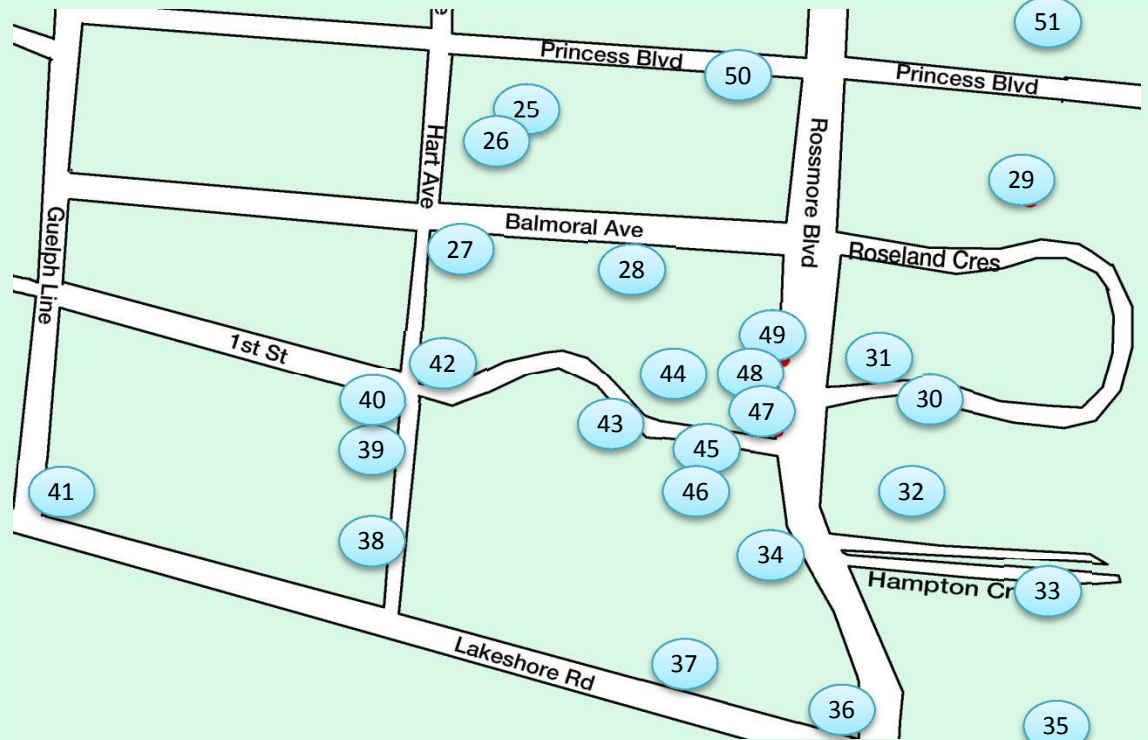 51
Princess Blvd
50
Princess Blvd
25
26
Hart Ave
Rossmore Blvd
29
Guelph Line
27
Balmoral Ave
28
Roseland Cres
1st St
42
49
44
48
31
40
43
47
30
39
45
41
46
32
38
34
Hampton Cr
33
37
Lakeshore Rd
36
35